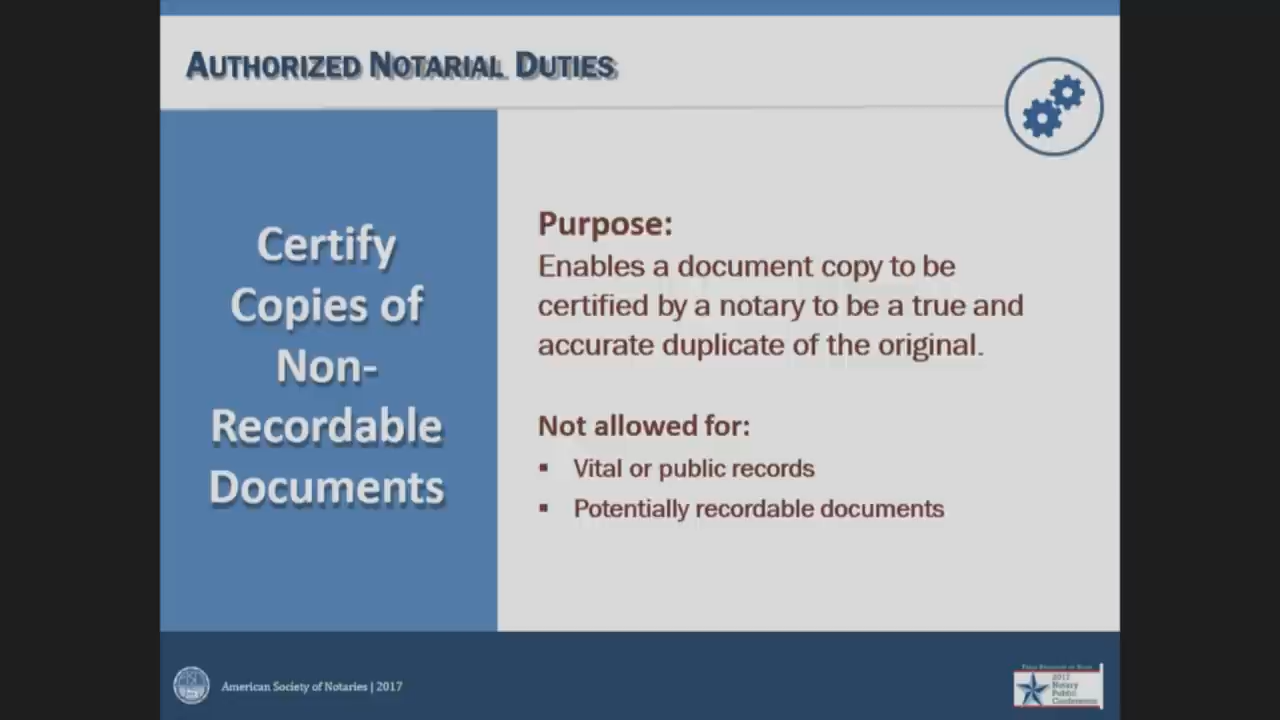 AUTHORIZED NOTARIAL DUTIES
Certify
Copies of
Non-
Recordable
Documents
Purpose:
Enables a document copy to be
certified by a notary to be a true and
accurate duplicate of the original.
Not allowed for:
▪ Vital or public records
▪ Potentially recordable documents
American Society of Notaries | 2017
2017
Notary
Public
Conference